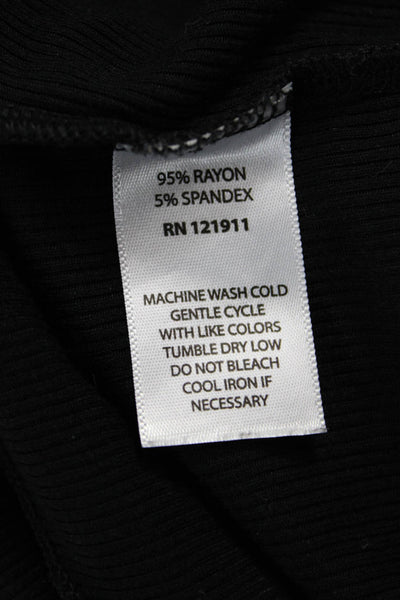 95% RAYON
5% SPANDEX
RN 121911
MACHINE WASH COLD
GENTLE CYCLE
WITH LIKE COLORS
TUMBLE DRY LOW
DO NOT BLEACH
COOL IRON IF
NECESSARY